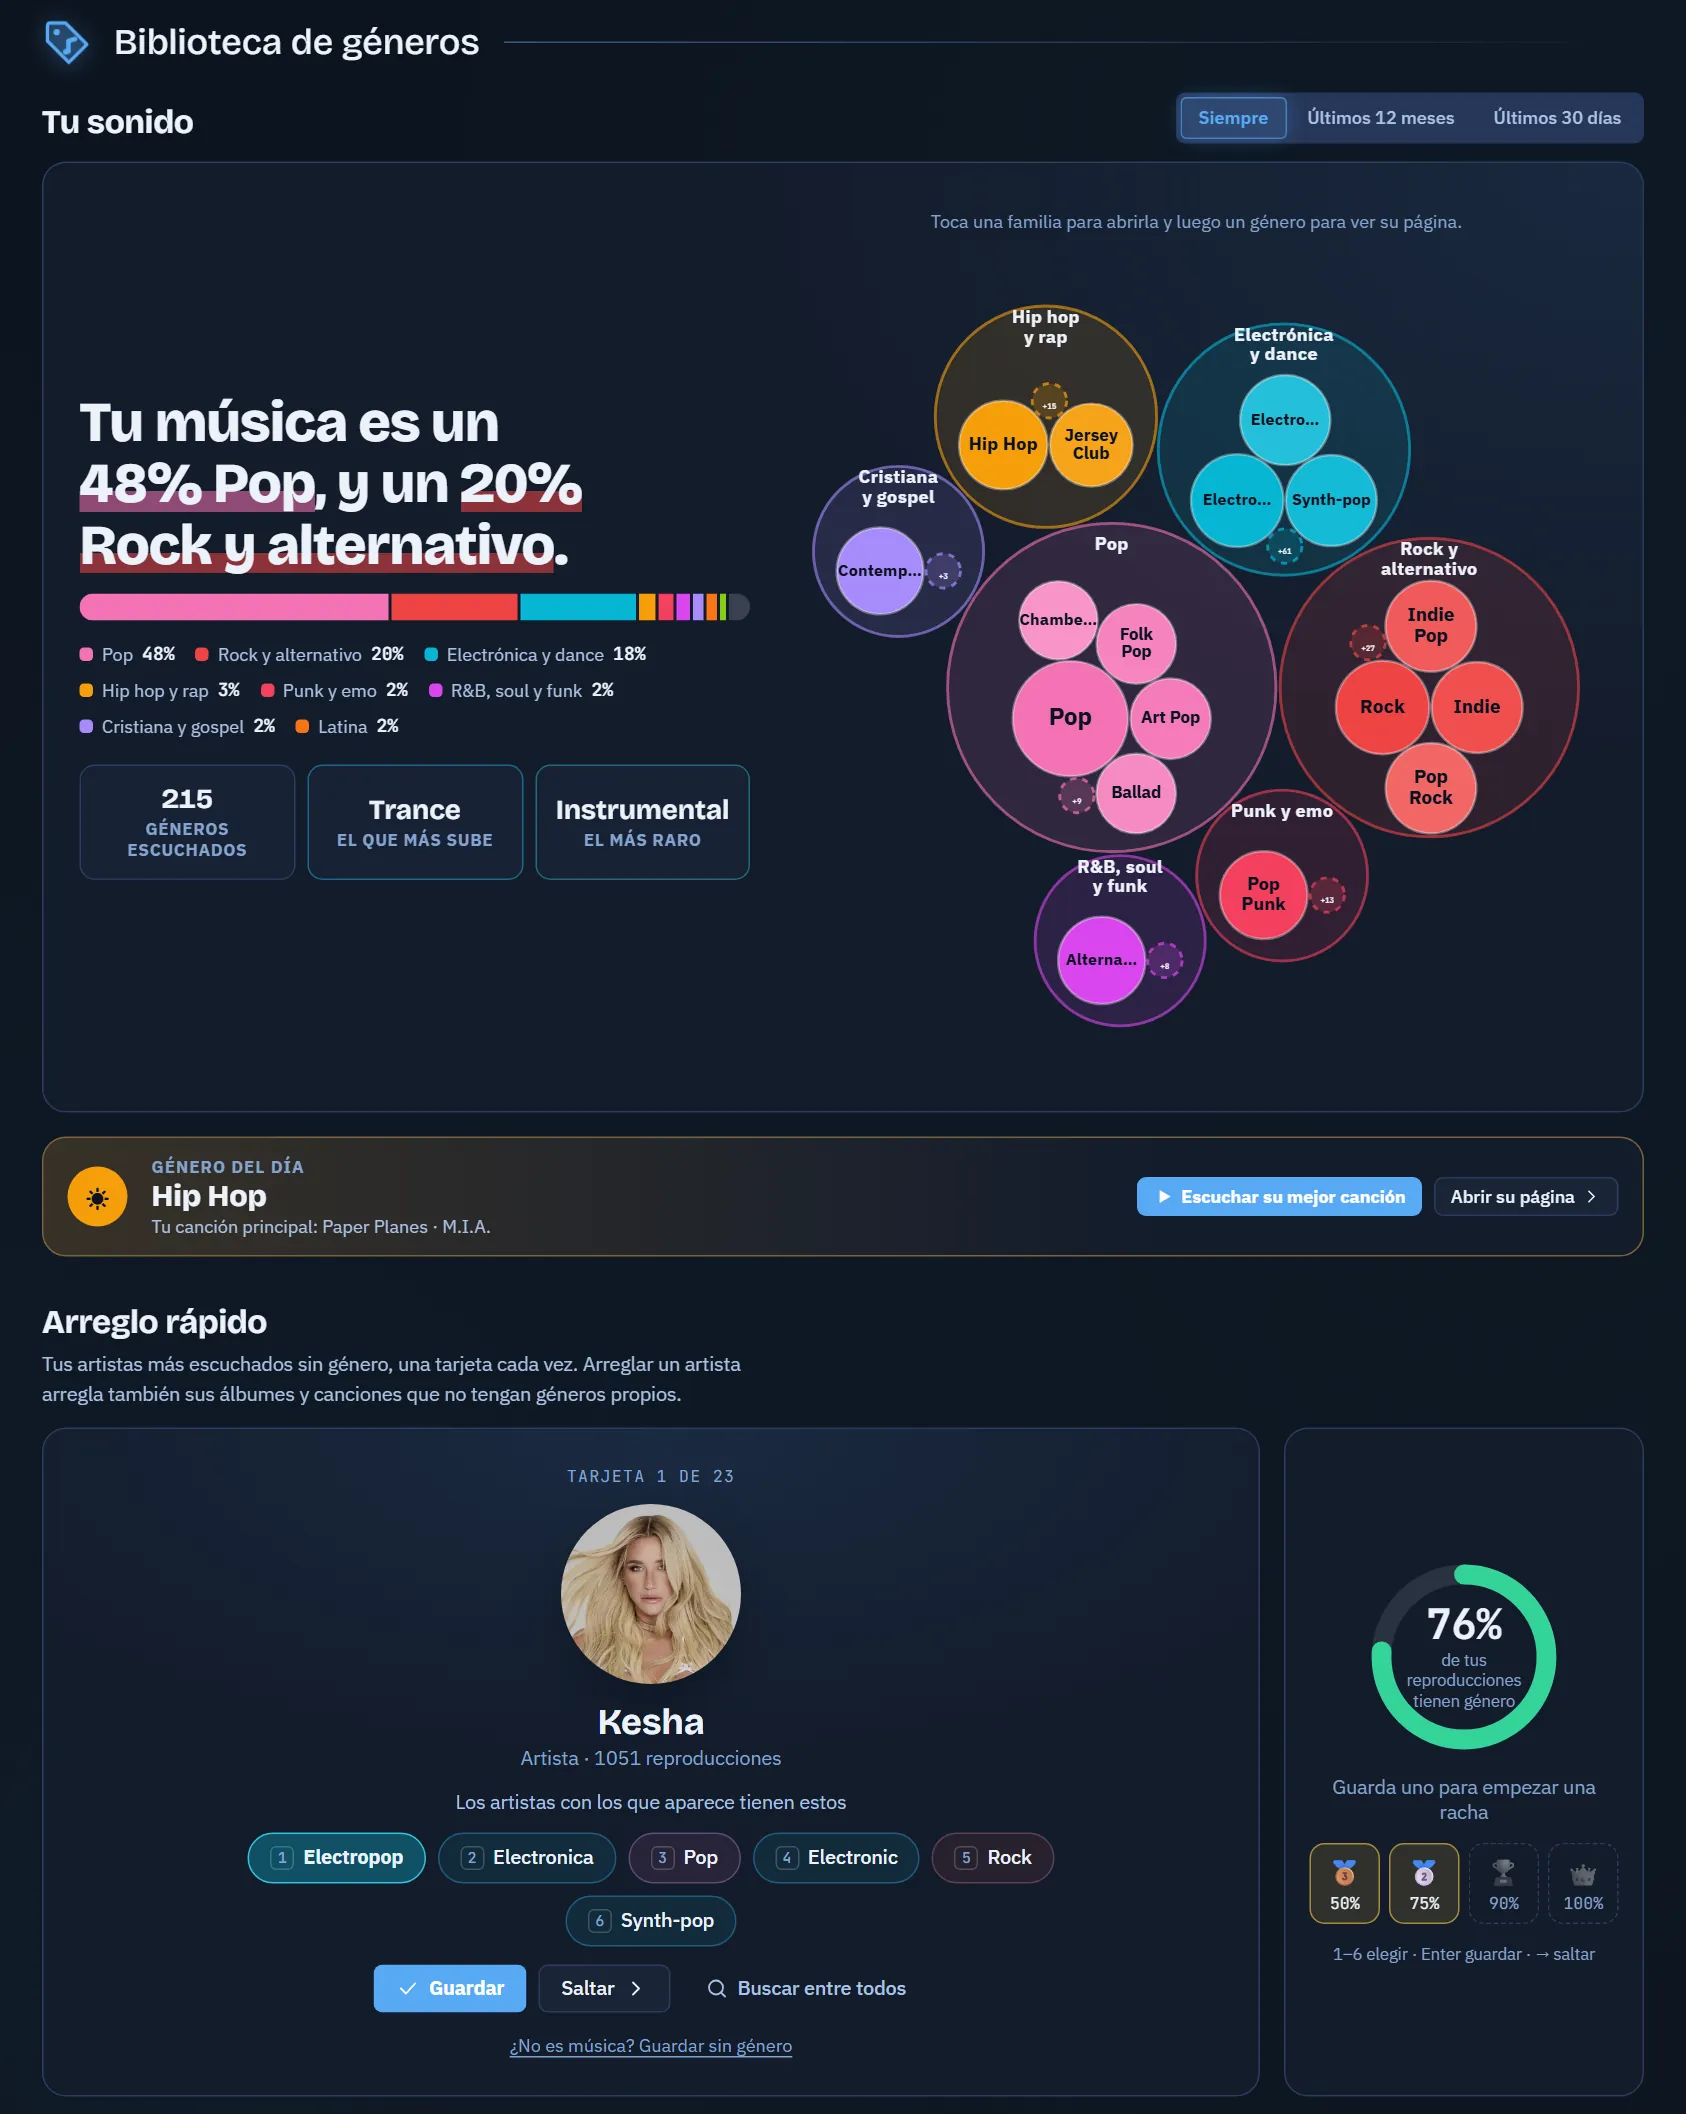 Biblioteca de géneros
Tu sonido
Siempre
Últimos 12 meses
Últimos 30 días
Toca una familia para abrirla y luego un género para ver su página.
Tu música es un
48% Pop, y un 20%
Rock y alternativo.
Pop 48%
Rock y alternativo 20%
Electrónica y dance 18%
Hip hop y rap 3%
Punk y emo 2%
R&B, soul y funk 2%
Cristiana y gospel 2%
Latina 2%
215
GÉNEROS
ESCUCHADOS
Trance
EL QUE MÁS SUBE
Instrumental
EL MÁS RARO
Hip hop
y rap
+15
Hip Hop
Jersey
Club
Electrónica
y dance
Electro...
Electro...
Synth-pop
+61
Cristiana
y gospel
Contemp...
+3
Pop
Chambe...
Folk
Pop
Pop
Art Pop
+9
Ballad
Rock y
alternativo
Indie
Pop
+27
Rock
Indie
Pop
Rock
Punk y emo
Pop
Punk
+13
R&B, soul
y funk
Alterna...
+8
GÉNERO DEL DÍA
Hip Hop
Tu canción principal: Paper Planes · M.I.A.
Escuchar su mejor canción
Abrir su página
Arreglo rápido
Tus artistas más escuchados sin género, una tarjeta cada vez. Arreglar un artista
arregla también sus álbumes y canciones que no tengan géneros propios.
TARJETA 1 DE 23
Kesha
Artista · 1051 reproducciones
Los artistas con los que aparece tienen estos
1 Electropop
2 Electronica
3 Pop
4 Electronic
5 Rock
6 Synth-pop
Guardar
Saltar
Buscar entre todos
¿No es música? Guardar sin género
76%
de tus
reproducciones
tienen género
Guarda uno para empezar una
racha
3
50%
2
75%
90%
100%
1–6 elegir · Enter guardar · → saltar